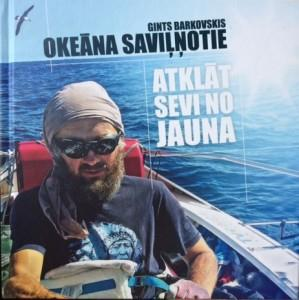 GINTS BARKOVSKIS
OKEĀNA SAVIĻŅOTIE
ATKLĀT
SEVI NO
JAUNA